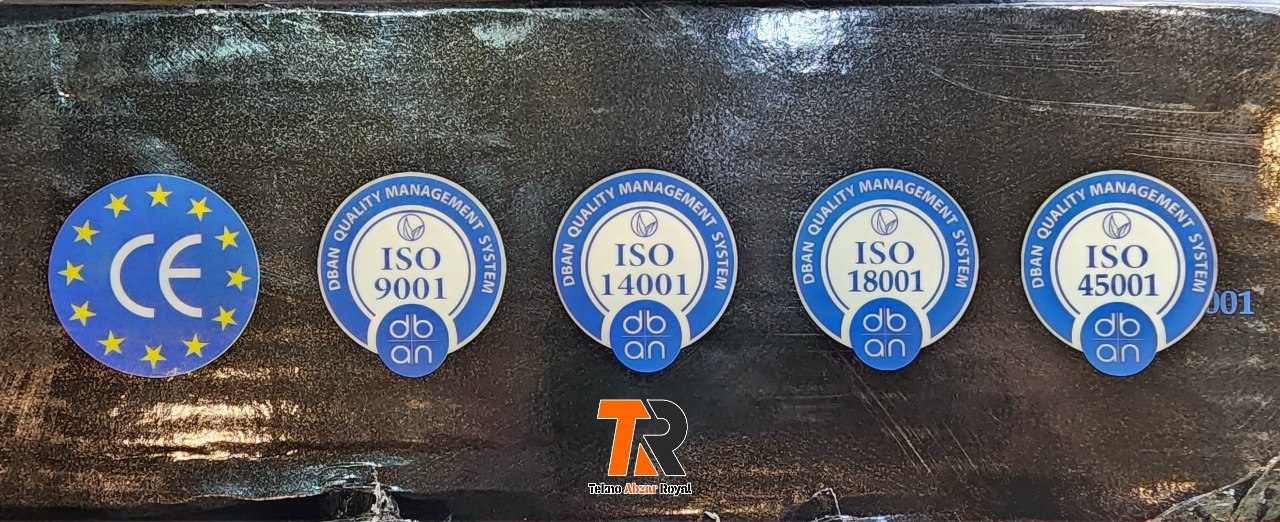 CE
DBAN QUALITY MANAGEMENT SYSTEM
ISO
9001
db
an
DBAN QUALITY MANAGEMENT SYSTEM
ISO
14001
db
an
DBAN QUALITY MANAGEMENT SYSTEM
ISO
18001
db
an
DBAN QUALITY MANAGEMENT SYSTEM
ISO
45001
db
an
001
TR
Tekno Abzar Royal